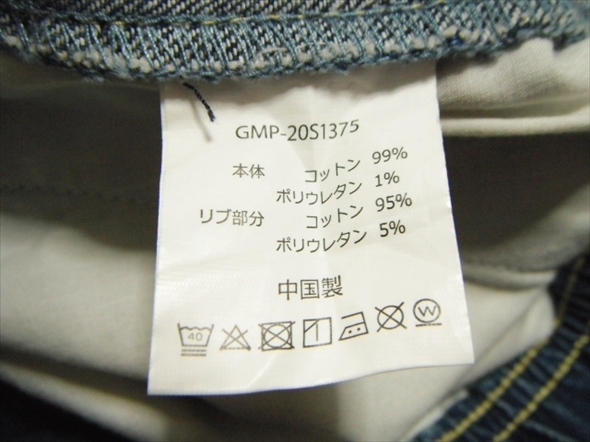 GMP-20S1375
本体 コットン 99%
ポリウレタン 1%
リブ部分 コットン 95%
ポリウレタン 5%
中国製
40 W